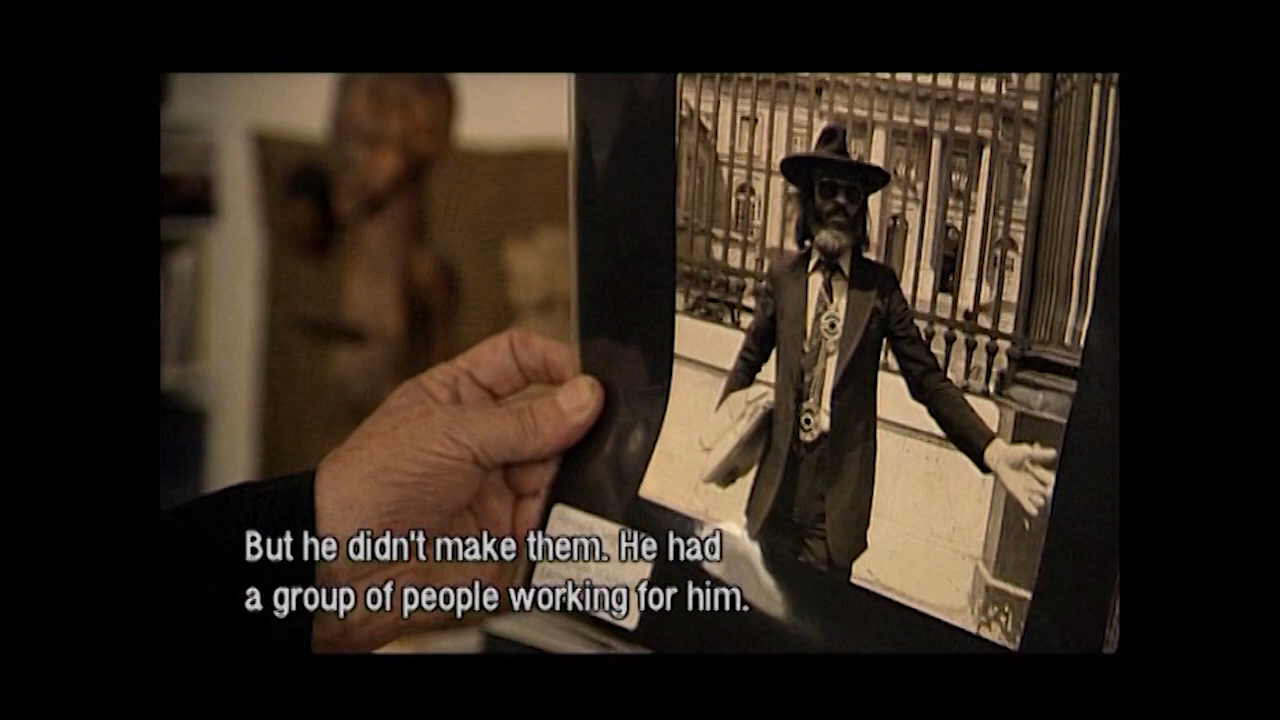 But he didn't make them. He had
a group of people working for him.